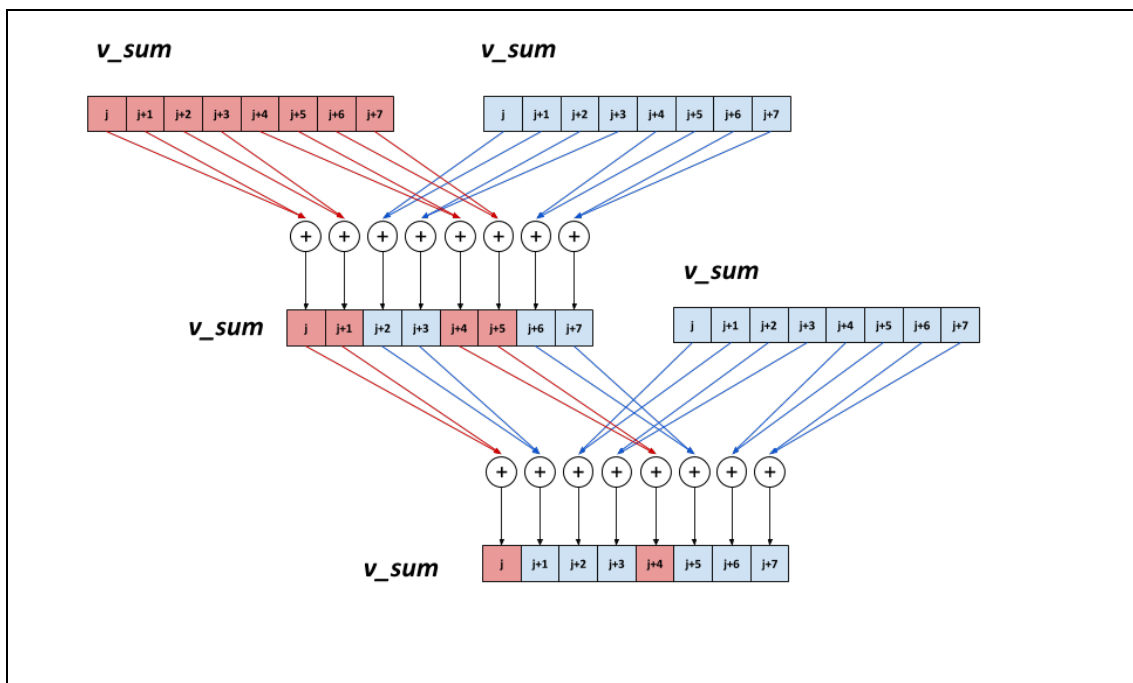 v_sum v_sum
j j+1 j+2 j+3 j+4 j+5 j+6 j+7 j j+1 j+2 j+3 j+4 j+5 j+6 j+7
+ + + + + + + +
v_sum
v_sum j j+1 j+2 j+3 j+4 j+5 j+6 j+7 j j+1 j+2 j+3 j+4 j+5 j+6 j+7
+ + + + + + + +
v_sum j j+1 j+2 j+3 j+4 j+5 j+6 j+7